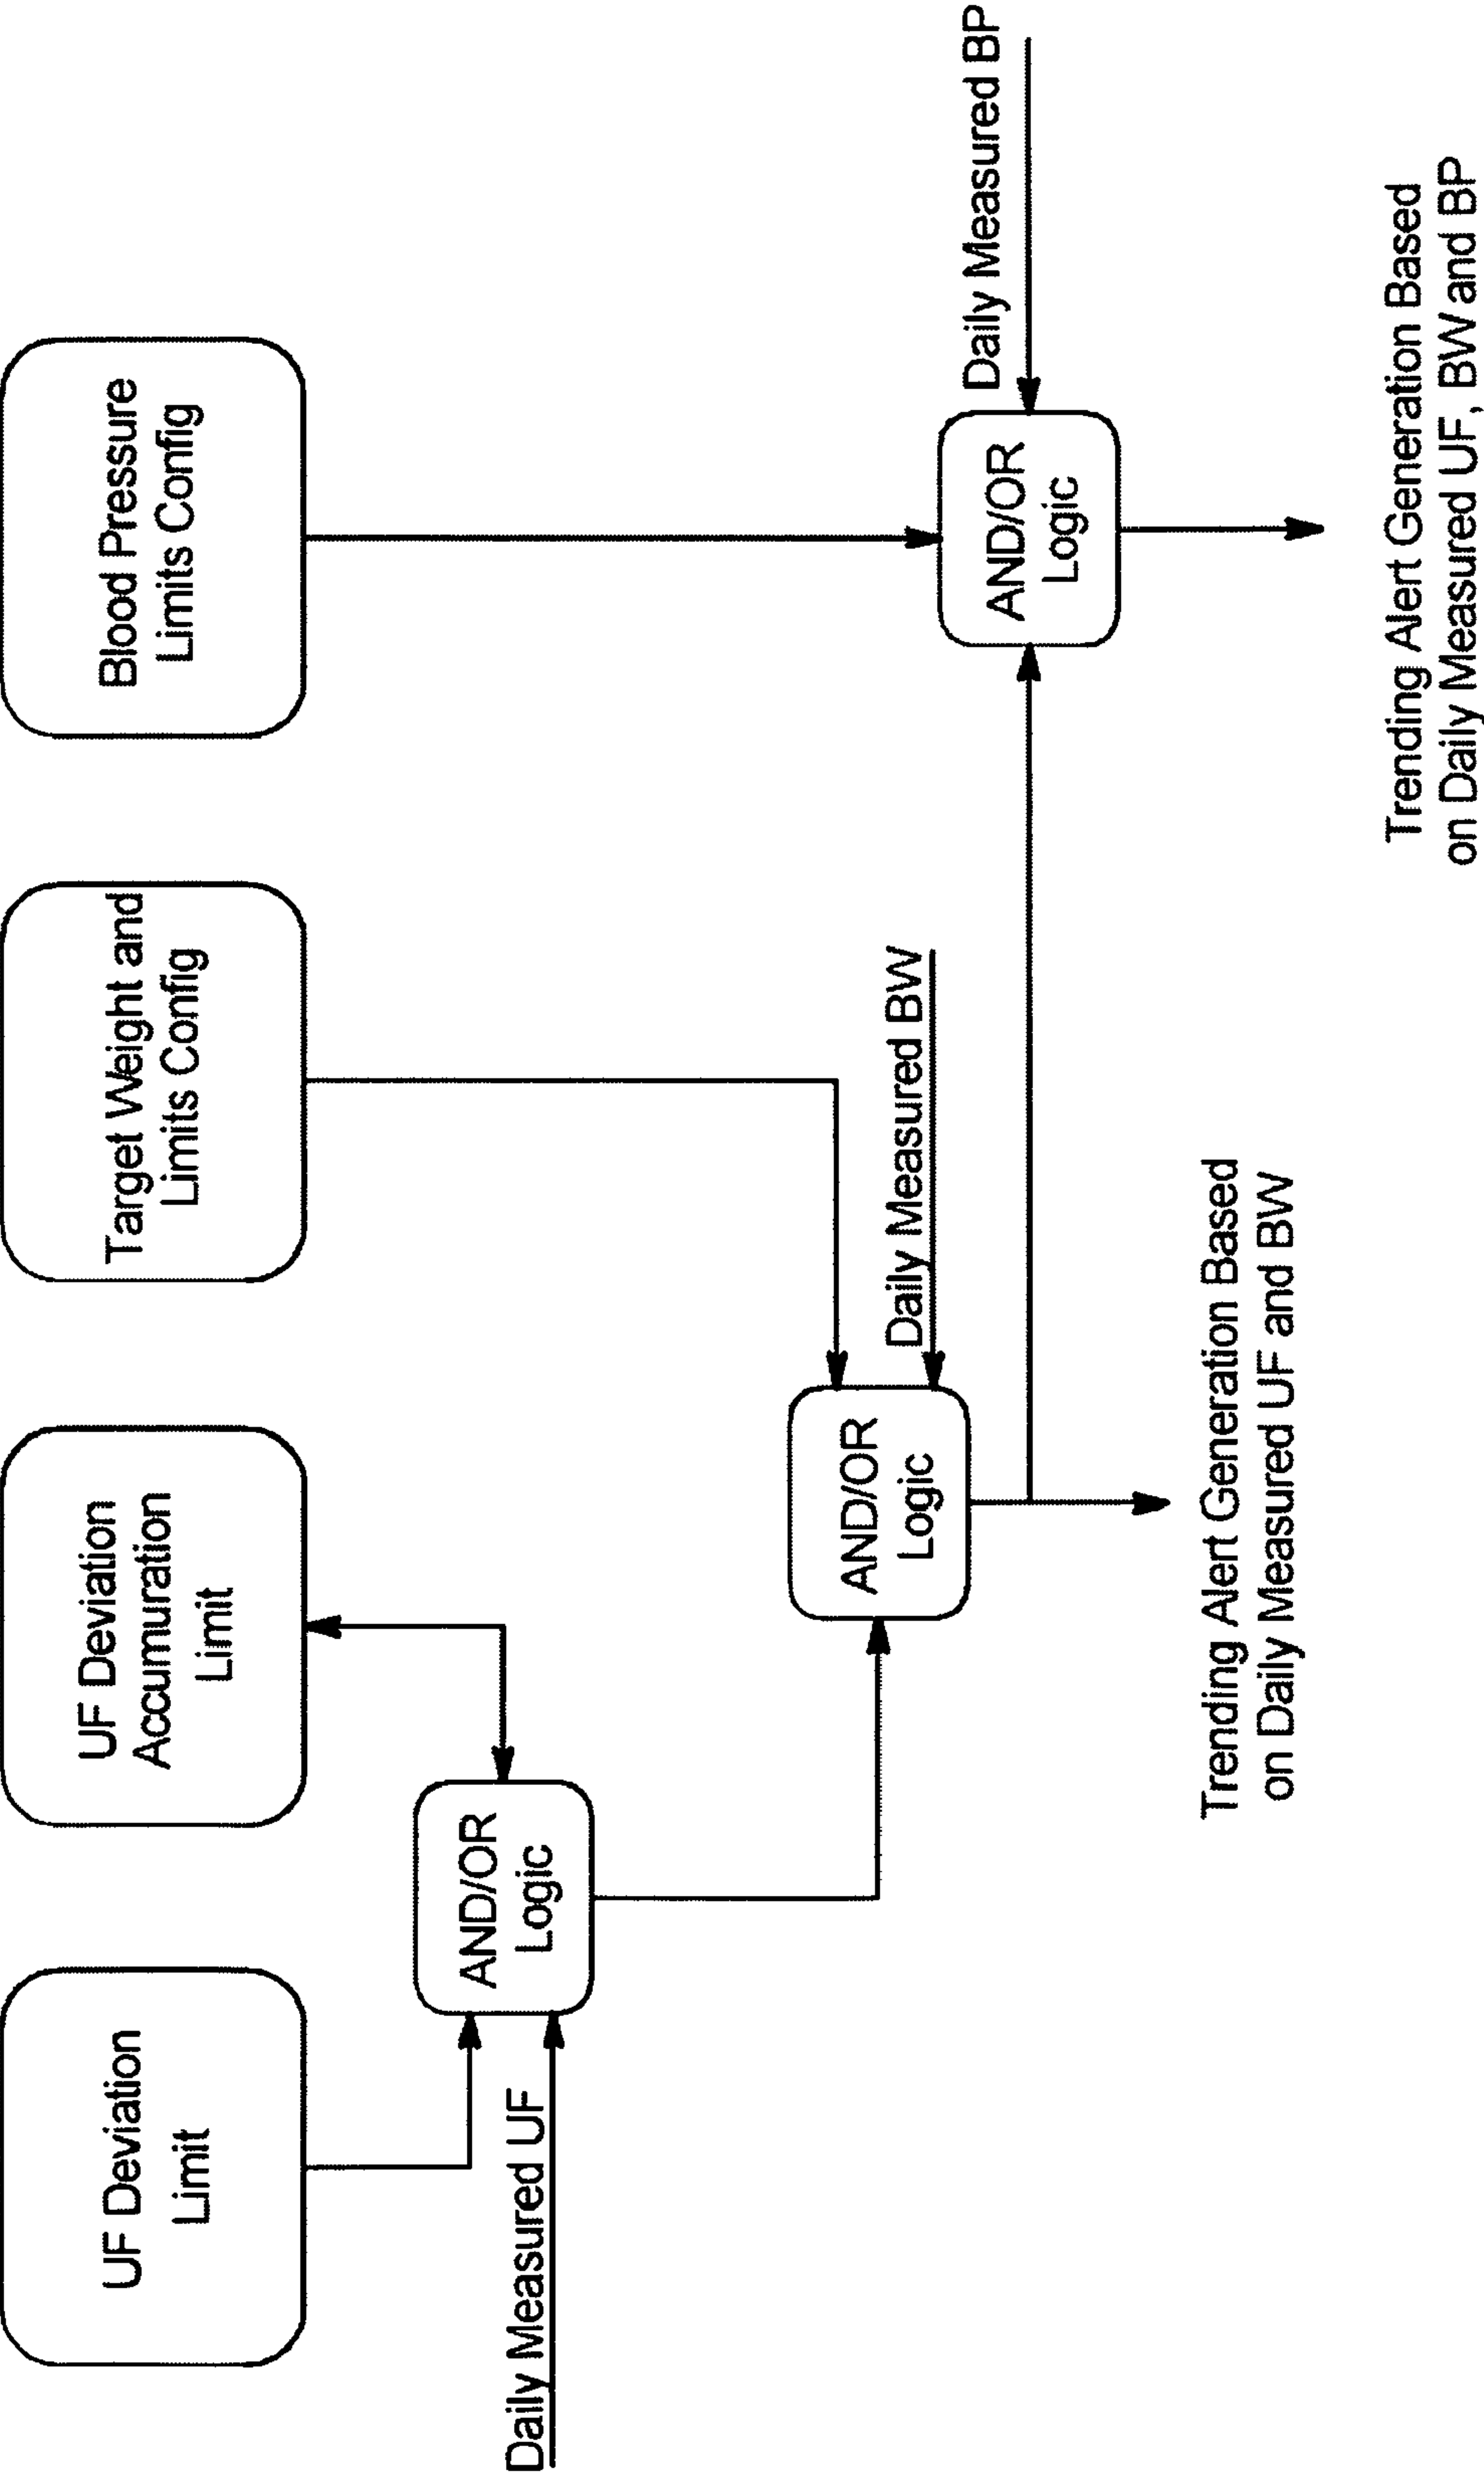 UF Deviation
Limit
UF Deviation
Accumuration
Limit
Target Weight and
Limits Config
Blood Pressure
Limits Config
Daily Measured UF
AND/OR
Logic
AND/OR
Logic
Daily Measured BW
AND/OR
Logic
Daily Measured BP
Trending Alert Generation Based
on Daily Measured UF and BW
Trending Alert Generation Based
on Daily Measured UF, BW and BP